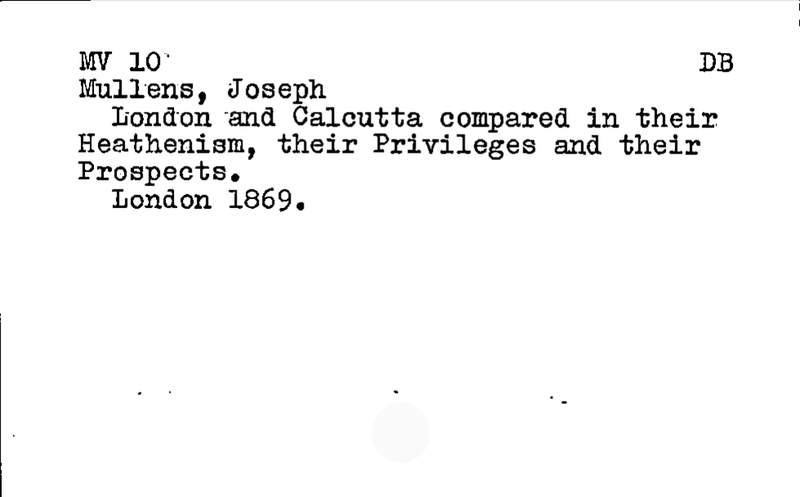 MV 10 DB
Mullens, Joseph
London and Calcutta compared in their
Heathenism, their Privileges and their
Prospects.
London 1869.